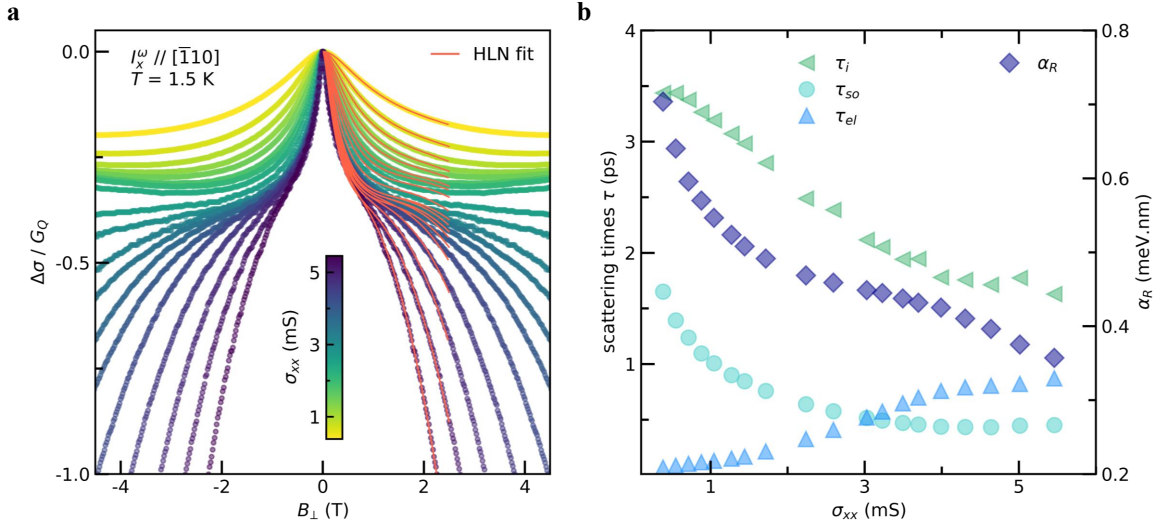 a
0.0
-0.5
-1.0
Δσ / G_Q
I_x^ω // [1̅10]
T = 1.5 K
HLN fit
5
3
1
σ_xx (mS)
-4
-2
0
2
4
B_⊥ (T)
b
4
3
2
1
scattering times τ (ps)
τ_i
τ_so
τ_el
α_R
0.8
0.6
0.4
0.2
α_R (meV.nm)
1
3
5
σ_xx (mS)